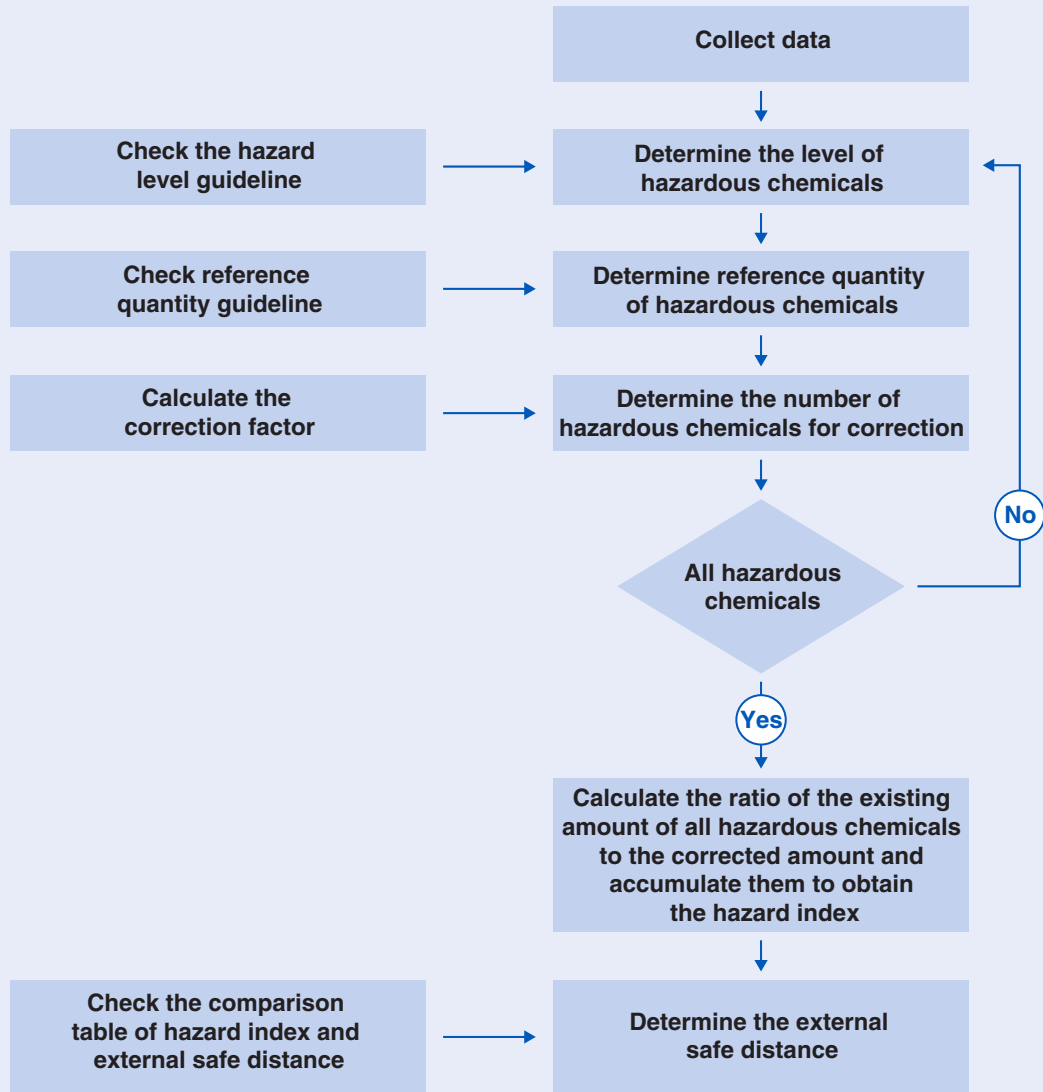 Collect data
Check the hazard
level guideline
Determine the level of
hazardous chemicals
Check reference
quantity guideline
Determine reference quantity
of hazardous chemicals
Calculate the
correction factor
Determine the number of
hazardous chemicals for correction
No
All hazardous
chemicals
Yes
Calculate the ratio of the existing
amount of all hazardous chemicals
to the corrected amount and
accumulate them to obtain
the hazard index
Check the comparison
table of hazard index and
external safe distance
Determine the external
safe distance